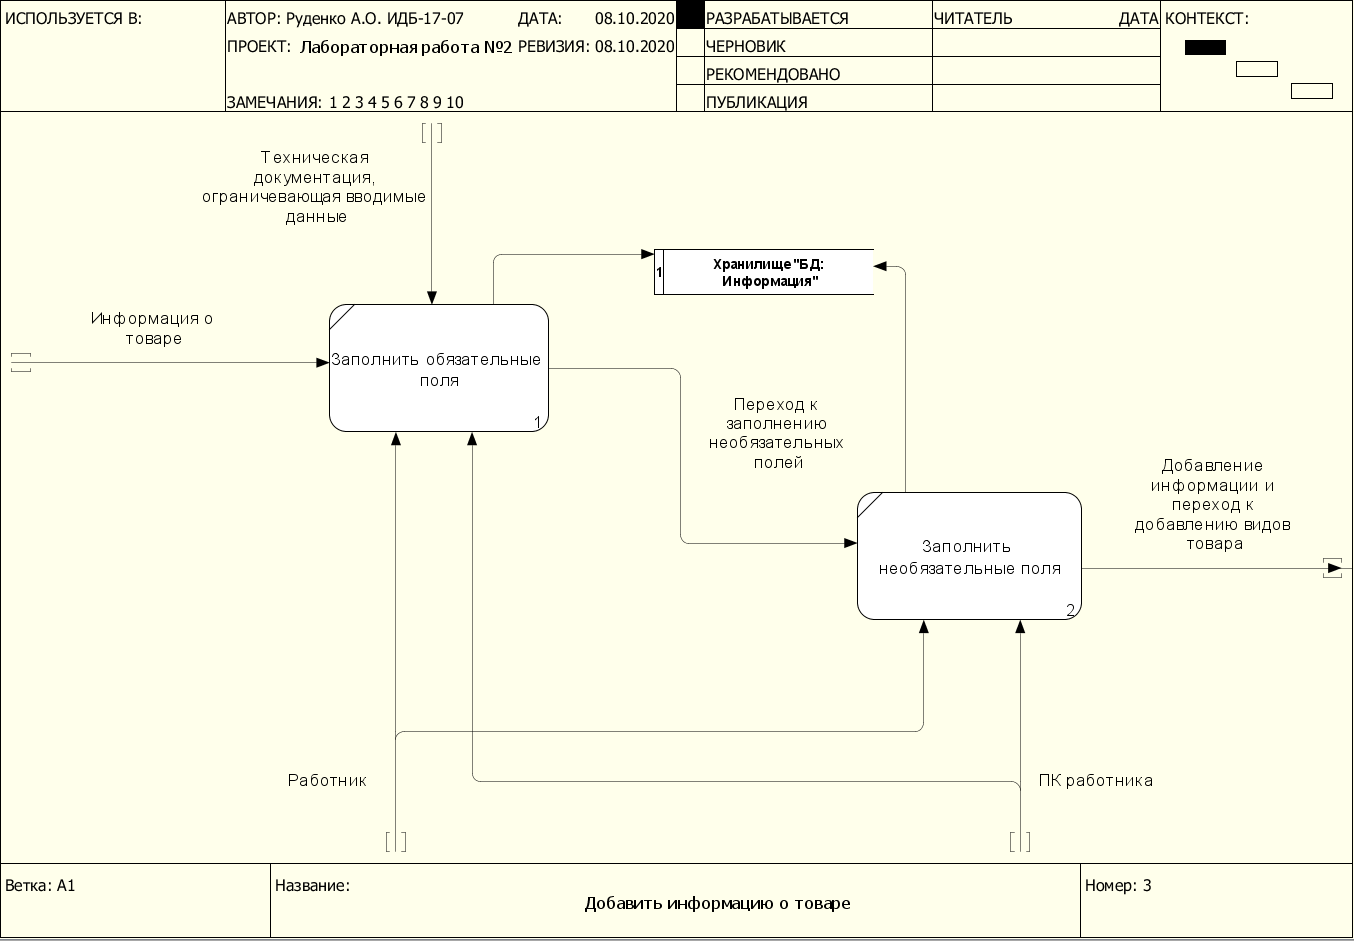 ИСПОЛЬЗУЕТСЯ В:
АВТОР: Руденко А.О. ИДБ-17-07 ДАТА: 08.10.2020
ПРОЕКТ: Лабораторная работа №2 РЕВИЗИЯ: 08.10.2020
ЗАМЕЧАНИЯ: 1 2 3 4 5 6 7 8 9 10
РАЗРАБАТЫВАЕТСЯ
ЧЕРНОВИК
РЕКОМЕНДОВАНО
ПУБЛИКАЦИЯ
ЧИТАТЕЛЬ ДАТА
КОНТЕКСТ:
Техническая
документация,
ограничевающая вводимые
данные
1
Хранилище"БД:
Информация"
Информация о
товаре
Заполнить обязательные
поля
1
Переход к
заполнению
необязательных
полей
Добавление
информации и
переход к
добавлению видов
товара
Заполнить
необязательные поля
2
Работник
ПК работника
Ветка: A1
Название:
Добавить информацию о товаре
Номер: 3